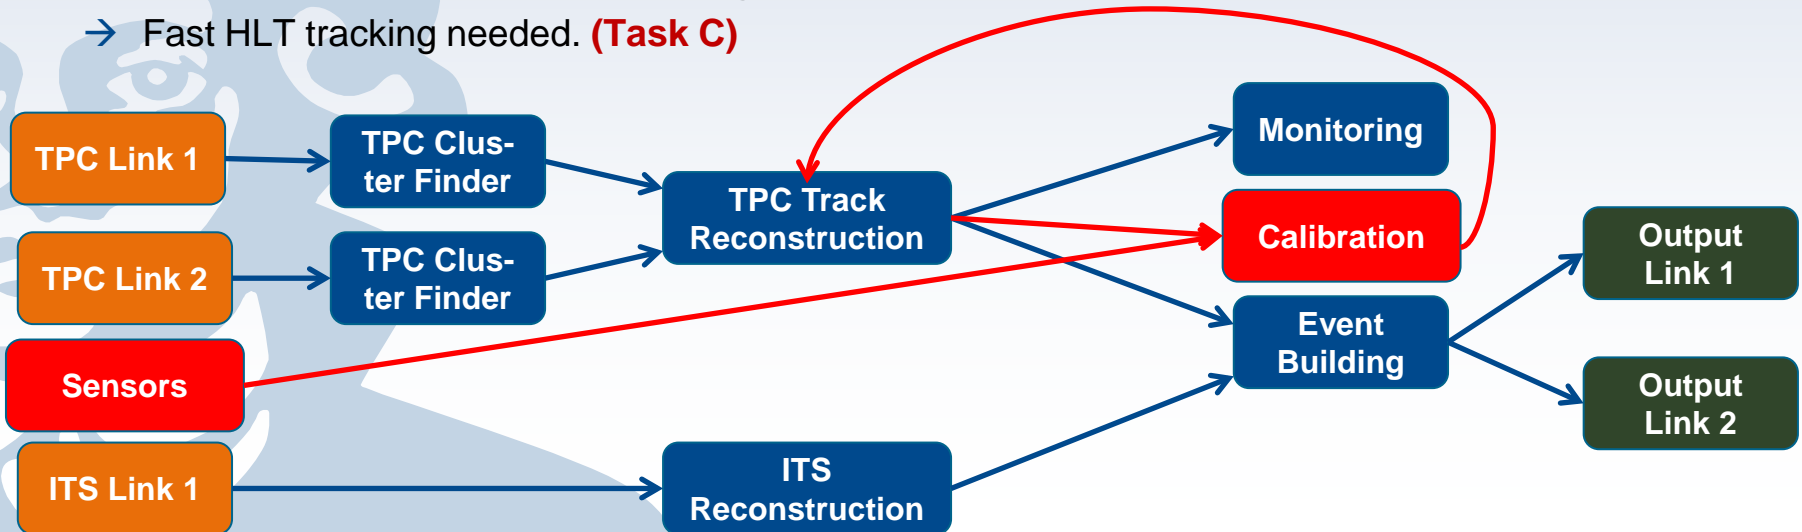 → Fast HLT tracking needed. (Task C)
TPC Link 1
TPC Clus-
ter Finder
TPC Link 2
TPC Clus-
ter Finder
Sensors
ITS Link 1
TPC Track
Reconstruction
ITS
Reconstruction
Monitoring
Calibration
Event
Building
Output
Link 1
Output
Link 2